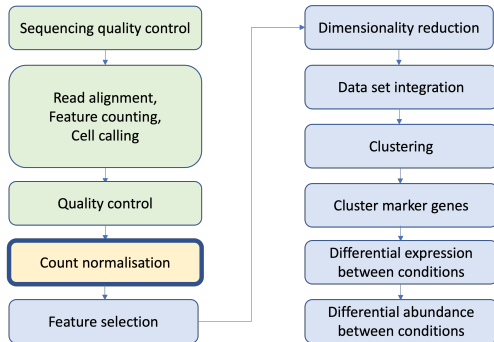 Sequencing quality control
Read alignment,
Feature counting,
Cell calling
Quality control
Count normalisation
Feature selection
Dimensionality reduction
Data set integration
Clustering
Cluster marker genes
Differential expression
between conditions
Differential abundance
between conditions